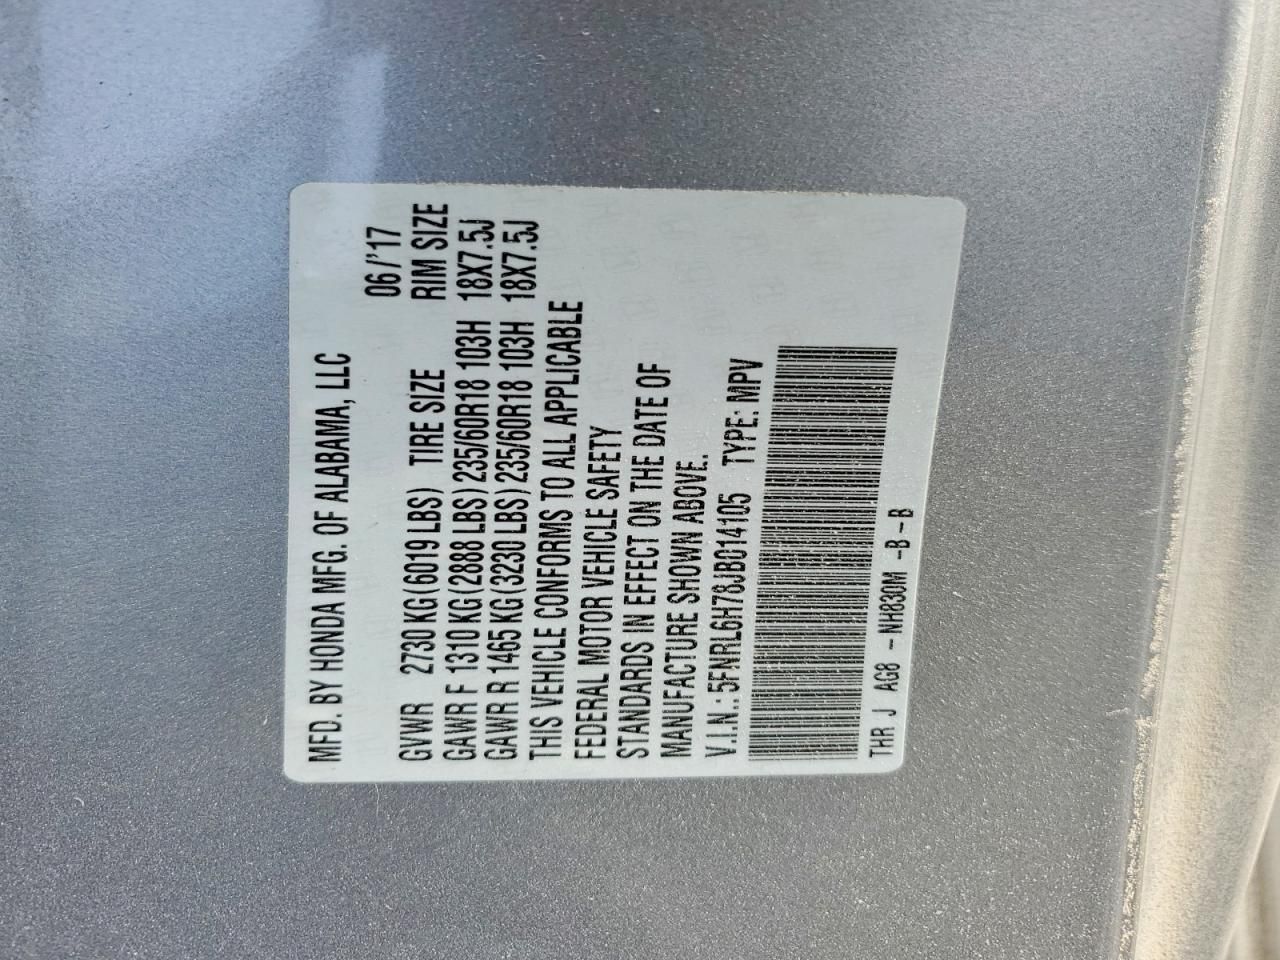 MFD. BY HONDA MFG. OF ALABAMA, LLC
06/'17
GVWR 2730 KG(6019 LBS) TIRE SIZE RIM SIZE
GAWR F 1310 KG(2888 LBS)235/60R18 103H 18X7.5J
GAWR R 1465 KG(3230 LBS)235/60R18 103H 18X7.5J
THIS VEHICLE CONFORMS TO ALL APPLICABLE
FEDERAL MOTOR VEHICLE SAFETY
STANDARDS IN EFFECT ON THE DATE OF
MANUFACTURE SHOWN ABOVE.
V.I.N.:5FNRL6H78JB014105 TYPE: MPV
THR J AG8 - NH830M -B-B